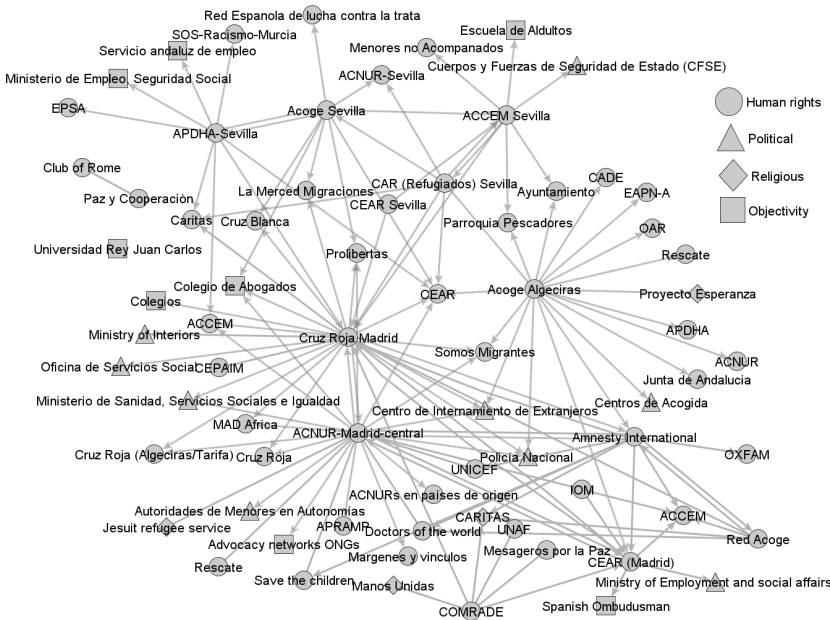 Red Espanola de lucha contra la trata
SOS-Racismo-Murcia
Escuela de Aldultos
Servicio andaluz de empleo
Menores no Acompanados
Cuerpos y Fuerzas de Seguridad de Estado (CFSE)
Ministerio de Empleo, Seguridad Social
ACNUR-Sevilla
EPSA
Acoge Sevilla
ACCEM Sevilla
Human rights
APDHA-Sevilla
Political
Club of Rome
Religious
La Merced Migraciones
CAR (Refugiados) Sevilla
CADE
Ayuntamiento
EAPN-A
Paz y Cooperaciòn
CEAR Sevilla
Objectivity
Caritas
Cruz Blanca
Parroquia Pescadores
OAR
Universidad Rey Juan Carlos
Prolibertas
Rescate
Colegio de Abogados
CEAR
Acoge Algeciras
Proyecto Esperanza
Colegios
ACCEM
Ministry of Interiors
Cruz Roja Madrid
APDHA
Somos Migrantes
Oficina de Servicios Social
CEPAIM
ACNUR
Junta de Andalucia
Ministerio de Sanidad, Servicios Sociales e Igualdad
Centro de Internamiento de Extranjeros
Centros de Acogida
MAD Africa
ACNUR-Madrid-central
Amnesty International
Cruz Roja (Algeciras/Tarifa)
Cruz Roja
Policía Nacional
OXFAM
UNICEF
IOM
ACNURs en países de origen
Autoridades de Menores en Autonomías
CARITAS
ACCEM
Jesuit refugee service
APRAMP
Doctors of the world
UNAF
Red Acoge
Advocacy networks ONGs
Margenes y vinculos
Mesageros por la Paz
CEAR (Madrid)
Rescate
Save the children
Manos Unidas
Ministry of Employment and social affairs
COMRADE
Spanish Ombudusman